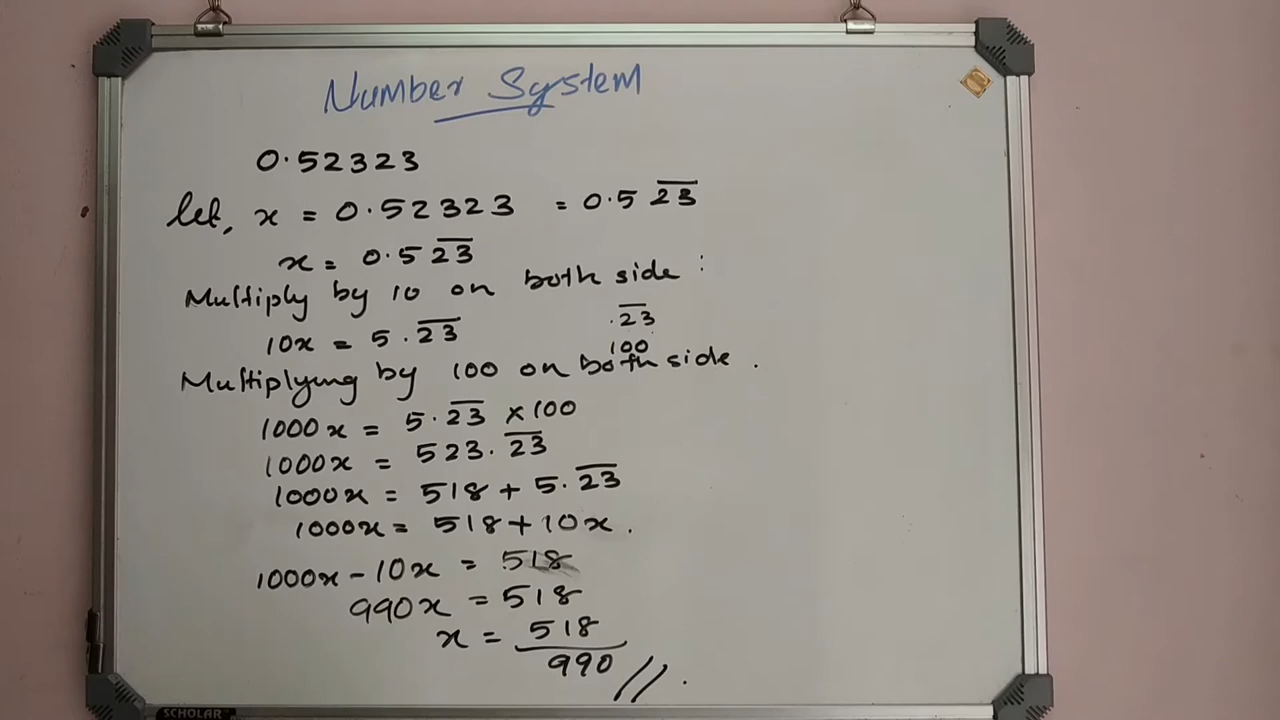 Number System
0.52323
let, x = 0.52323 = 0.5 2̅3̅
x = 0.5 2̅3̅
Multiply by 10 on both side :
10x = 5.2̅3̅
.2̅3̅
100
Multiplying by 100 on both side .
1000x = 5.2̅3̅ × 100
1000x = 523.2̅3̅
1000x = 518 + 5.2̅3̅
1000x = 518 + 10x .
1000x - 10x = 518
990x = 518
x = 518/990 // .
SCHOLAR